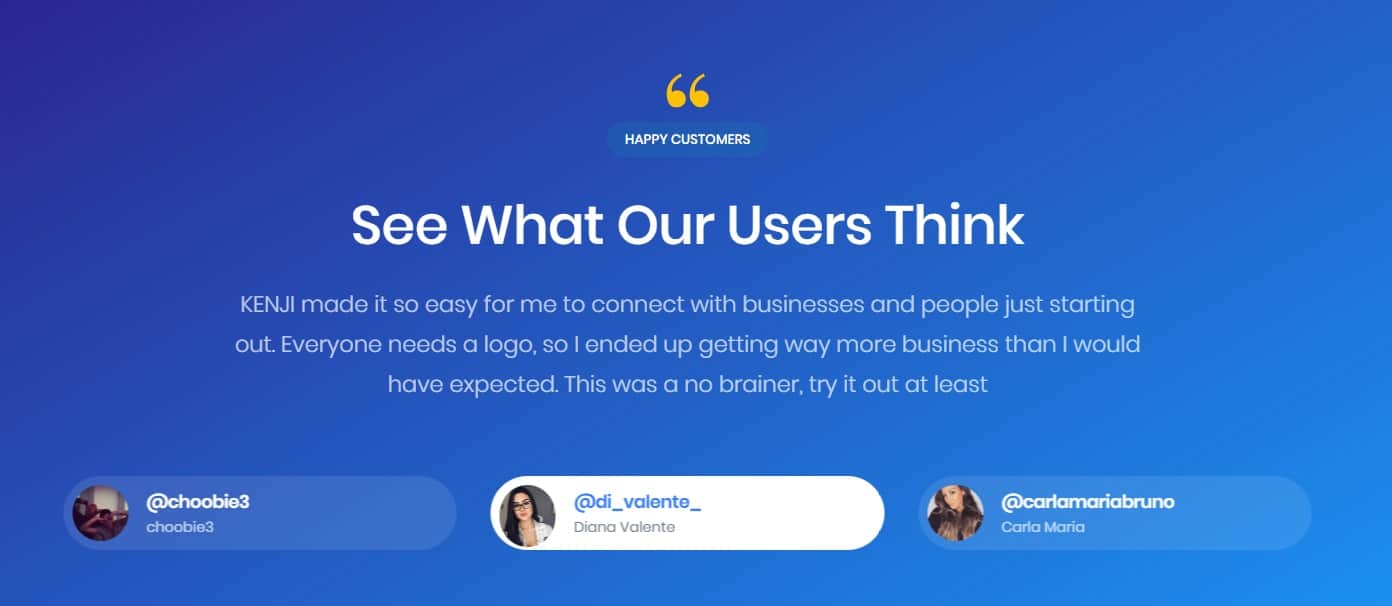 “
HAPPY CUSTOMERS
See What Our Users Think
KENJI made it so easy for me to connect with businesses and people just starting
out. Everyone needs a logo, so I ended up getting way more business than I would
have expected. This was a no brainer, try it out at least
@choobie3
choobie3
@di_valente_
Diana Valente
@carlamariabruno
Carla Maria